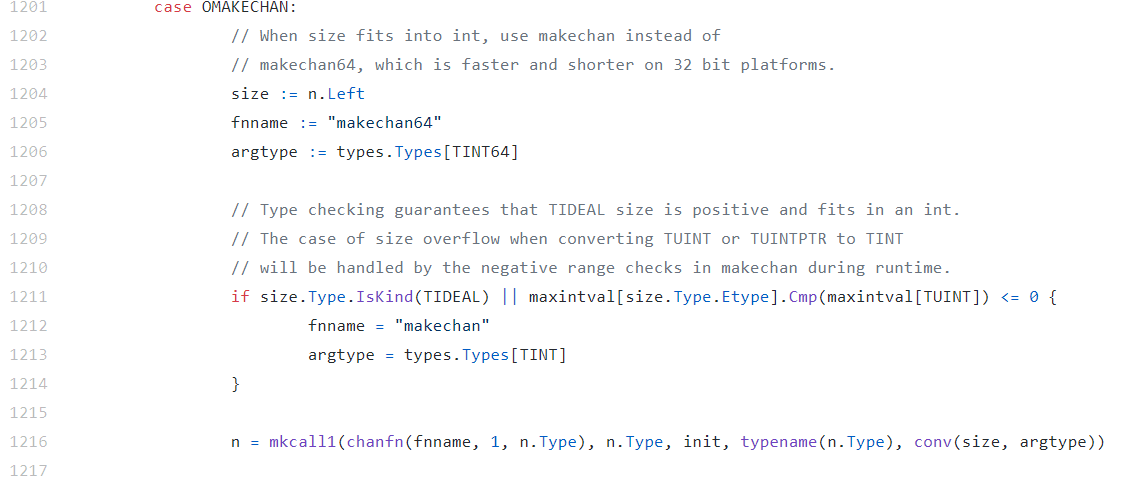 1201 case OMAKECHAN:
1202 // When size fits into int, use makechan instead of
1203 // makechan64, which is faster and shorter on 32 bit platforms.
1204 size := n.Left
1205 fnname := "makechan64"
1206 argtype := types.Types[TINT64]
1207
1208 // Type checking guarantees that TIDEAL size is positive and fits in an int.
1209 // The case of size overflow when converting TUINT or TUINTPTR to TINT
1210 // will be handled by the negative range checks in makechan during runtime.
1211 if size.Type.IsKind(TIDEAL) || maxintval[size.Type.Etype].Cmp(maxintval[TUINT]) <= 0 {
1212 fnname = "makechan"
1213 argtype = types.Types[TINT]
1214 }
1215
1216 n = mkcall1(chanfn(fnname, 1, n.Type), n.Type, init, typename(n.Type), conv(size, argtype))
1217